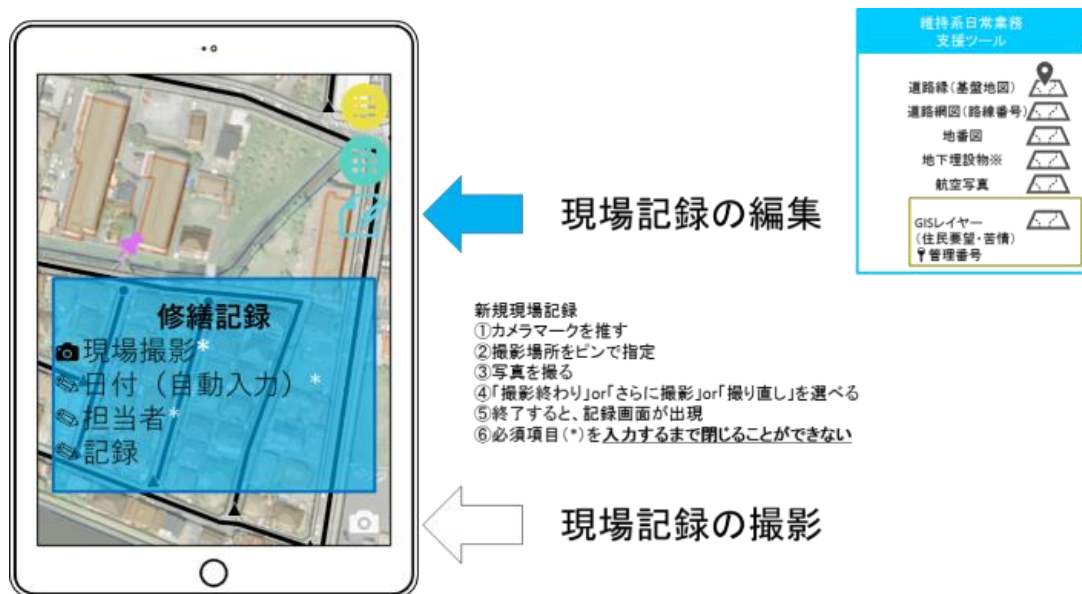 修繕記録
現場撮影*
日付（自動入力）*
担当者*
記録
現場記録の編集
新規現場記録
①カメラマークを推す
②撮影場所をピンで指定
③写真を撮る
④「撮影終わり」or「さらに撮影」or「撮り直し」を選べる
⑤終了すると、記録画面が出現
⑥必須項目(*)を入力するまで閉じることができない
現場記録の撮影
維持系日常業務
支援ツール
道路縁(基盤地図)
道路網図(路線番号)
地番図
地下埋設物※
航空写真
GISレイヤー
(住民要望・苦情)
管理番号